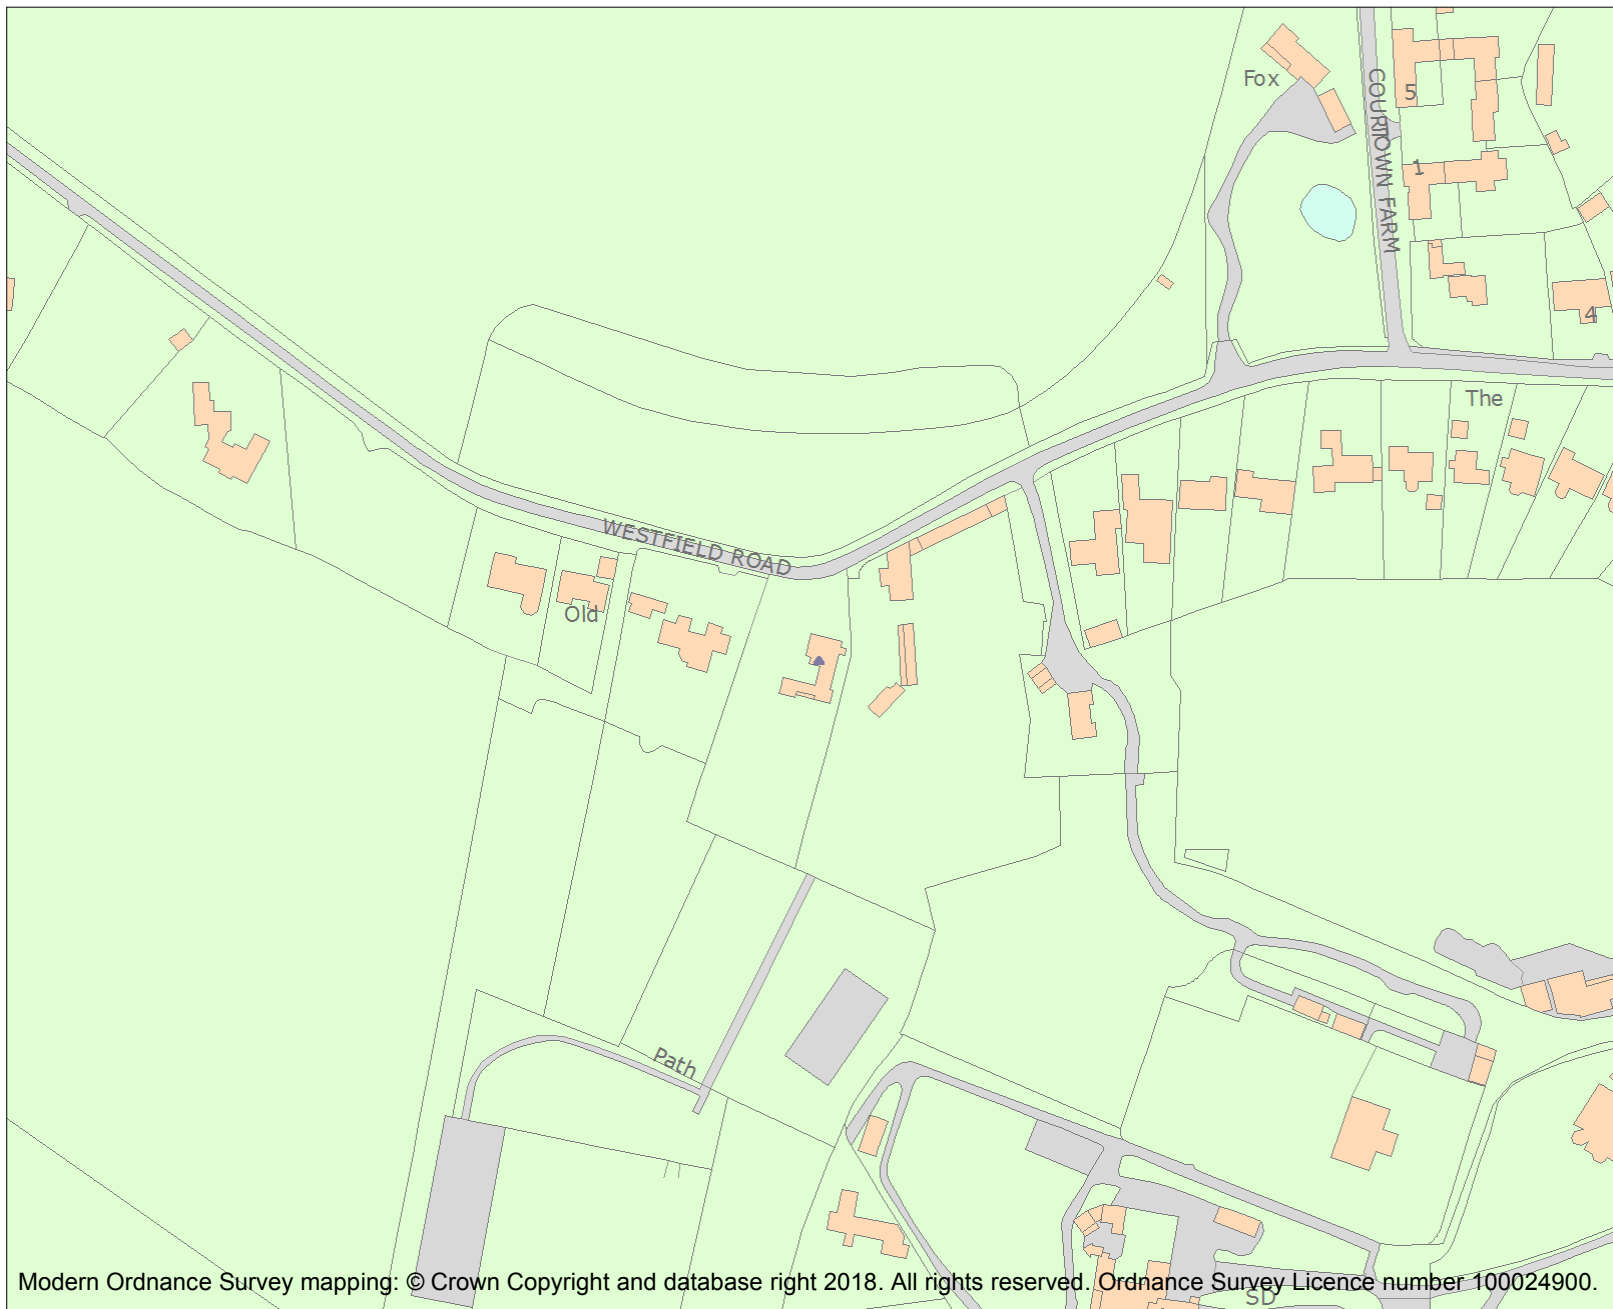 Fox
COURTOWN FARM
5
1
4
The
WESTFIELD ROAD
Old
Path
SD
Modern Ordnance Survey mapping: © Crown Copyright and database right 2018. All rights reserved. Ordnance Survey Licence number 100024900.